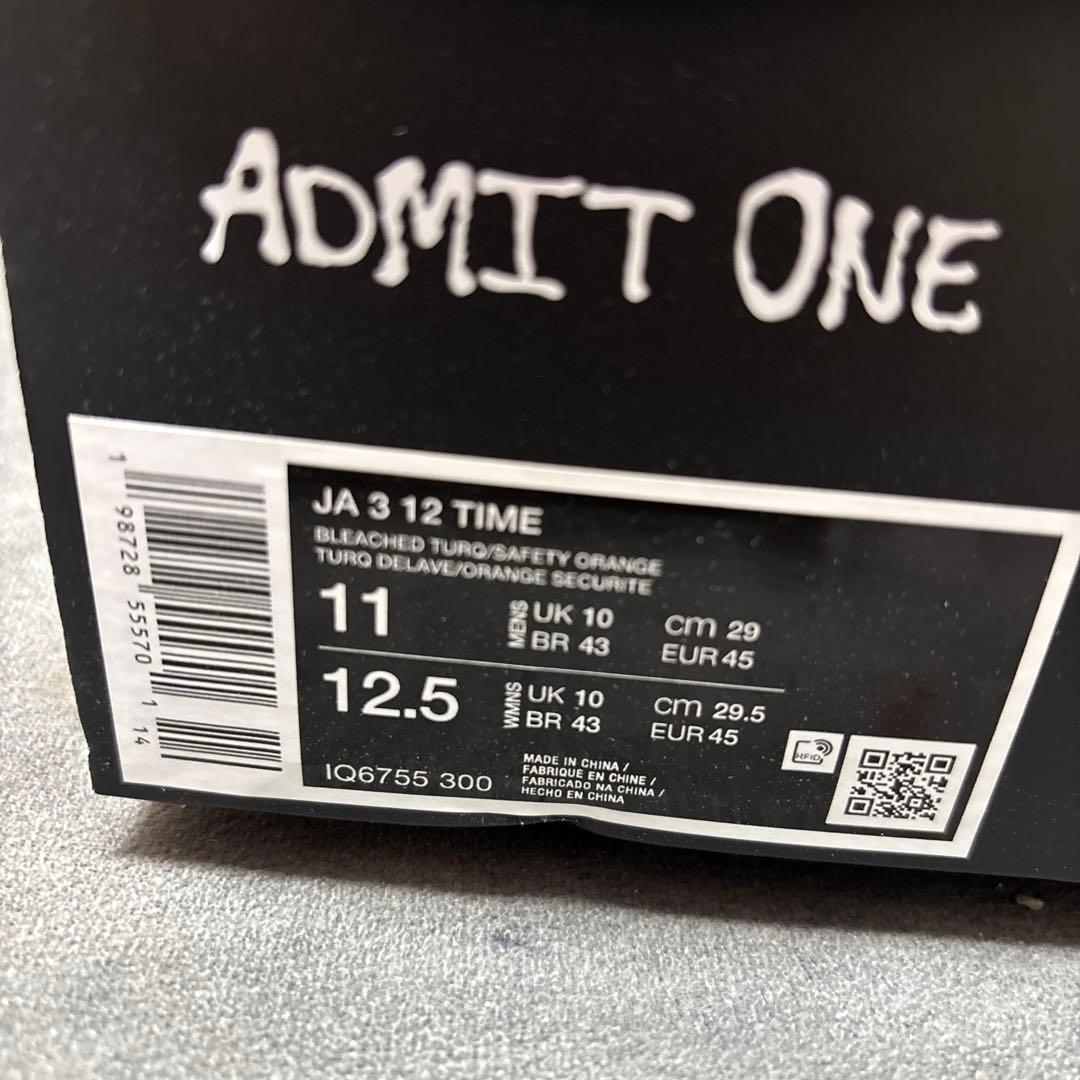 ADMIT ONE
1 98728 55570 1 14
JA 3 12 TIME
BLEACHED TURQ/SAFETY ORANGE
TURQ DELAVE/ORANGE SECURITE
11 MENS UK 10 cm 29
BR 43 EUR 45
12.5 WMNS UK 10 cm 29.5
BR 43 EUR 45
IQ6755 300
MADE IN CHINA /
FABRIQUE EN CHINE /
FABRICADO NA CHINA /
HECHO EN CHINA
RFID